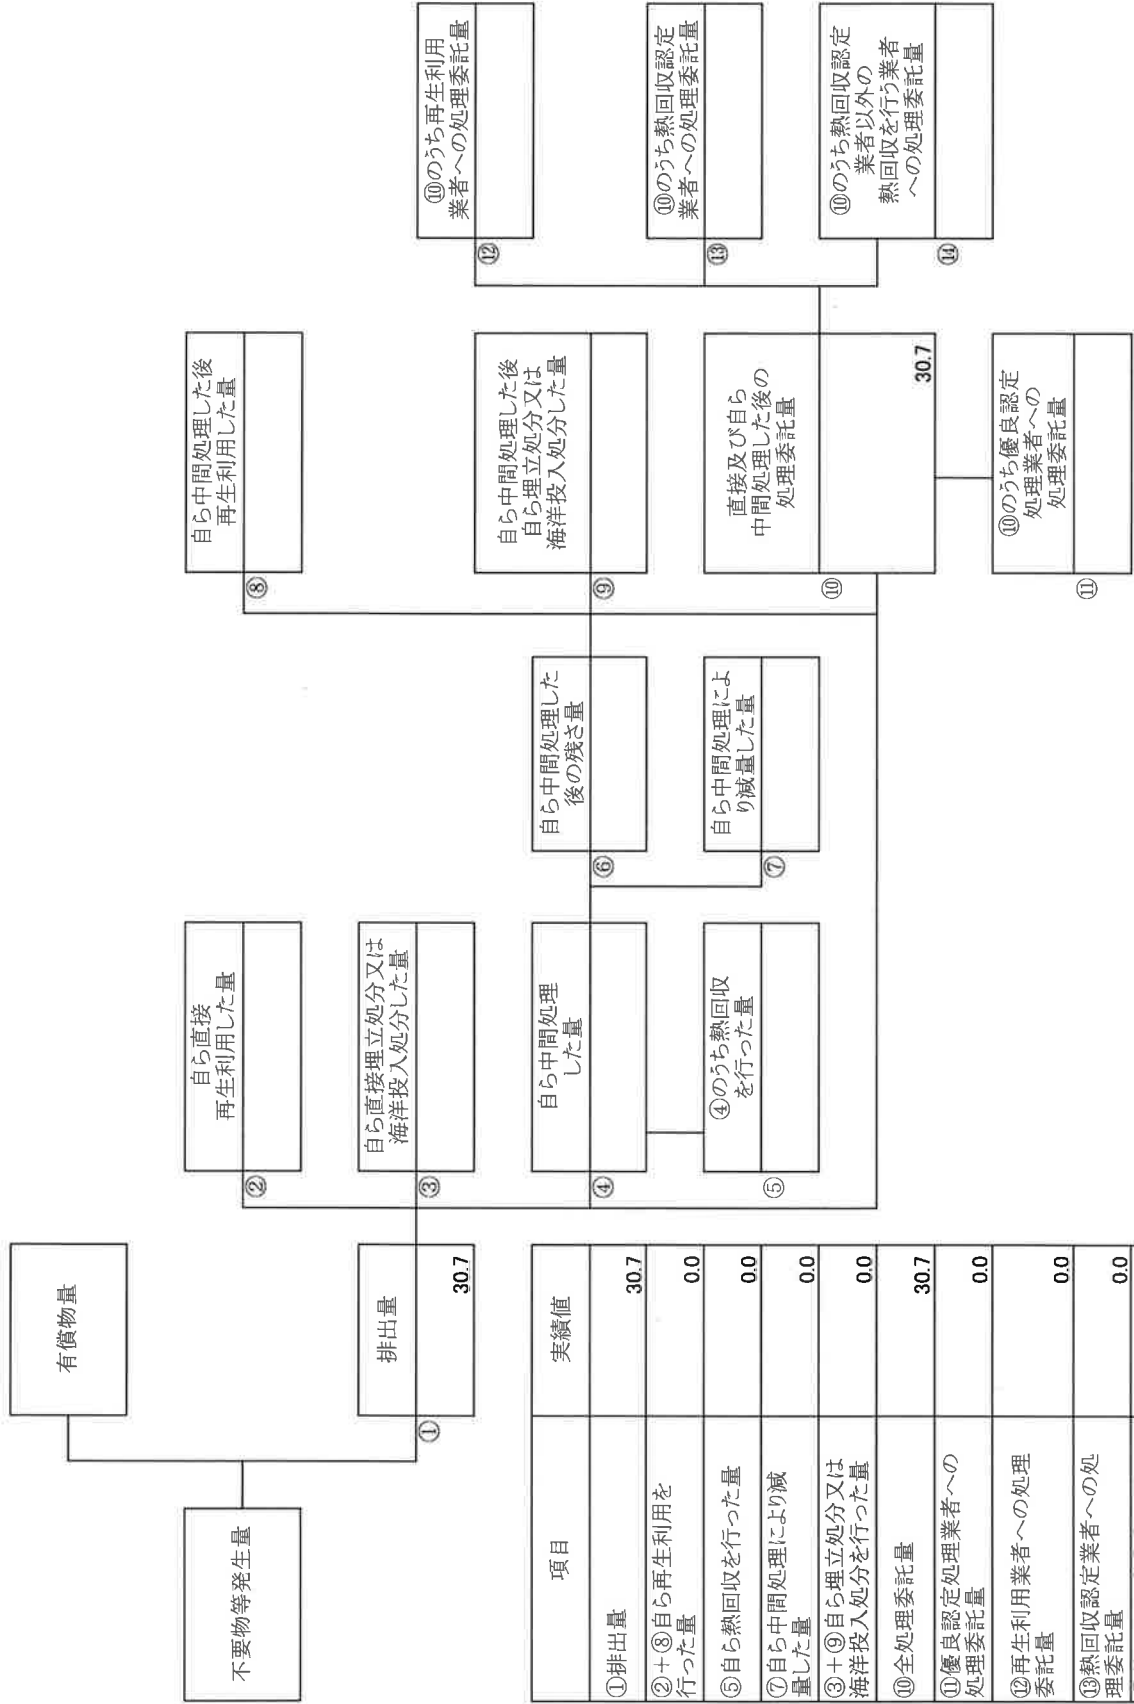 不要物等発生量
有償物量
①
排出量
30.7
②
自ら直接
再生利用した量
③
自ら直接埋立処分又は
海洋投入処分した量
④
自ら中間処理
した量
⑤
④のうち熱回収
を行った量
⑥
自ら中間処理した
後の残さ量
⑦
自ら中間処理によ
り減量した量
⑧
自ら中間処理した後
再生利用した量
⑨
自ら中間処理した後
自ら埋立処分又は
海洋投入処分した量
⑩
直接及び自ら
中間処理した後の
処理委託量
30.7
⑪
⑩のうち優良認定
処理業者への
処理委託量
⑫
⑩のうち再生利用
業者への処理委託量
⑬
⑩のうち熱回収認定
業者への処理委託量
⑭
⑩のうち熱回収認定
業者以外の
熱回収を行う業者
への処理委託量
項目 実績値
①排出量 30.7
②+⑧自ら再生利用を
行った量 0.0
⑤自ら熱回収を行った量 0.0
⑦自ら中間処理により減
量した量 0.0
③+⑨自ら埋立処分又は
海洋投入処分を行った量 0.0
⑩全処理委託量 30.7
⑪優良認定処理業者への
処理委託量 0.0
⑫再生利用業者への処理
委託量 0.0
⑬熱回収認定業者への処
理委託量 0.0